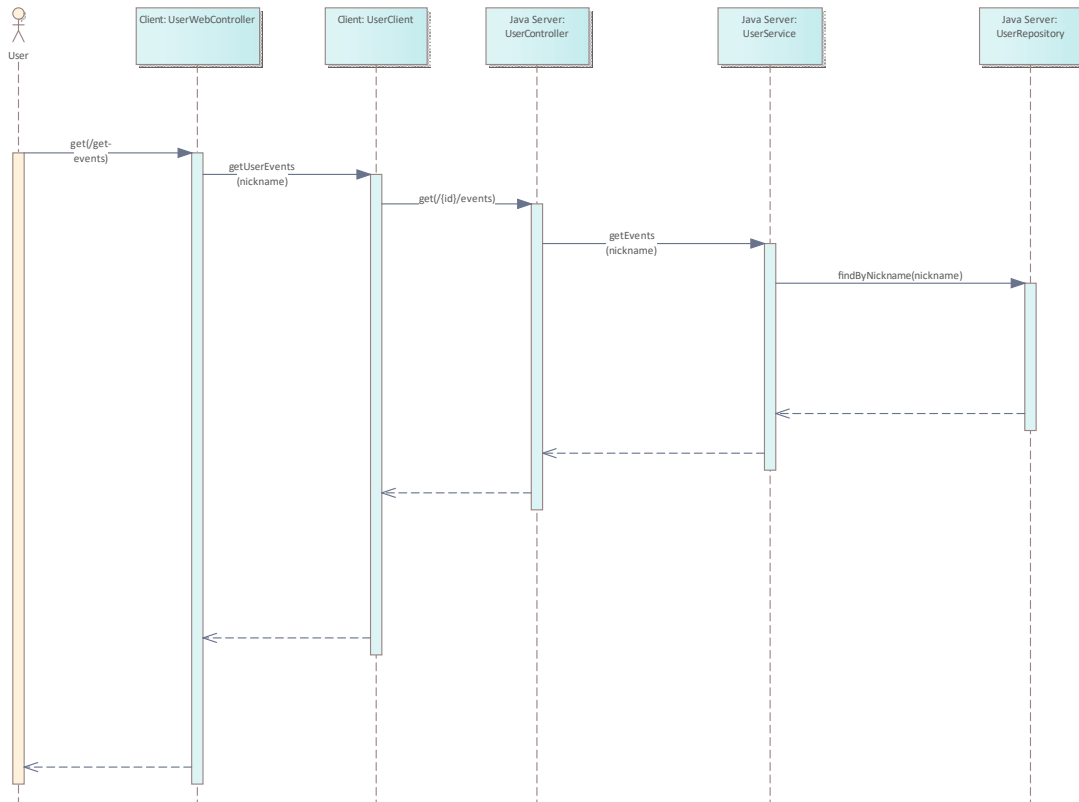 Client: UserWebController
Client: UserClient
Java Server:
UserController
Java Server:
UserService
Java Server:
UserRepository
User
get(/get-
events)
getUserEvents
(nickname)
get(/{id}/events)
getEvents
(nickname)
findByNickname(nickname)